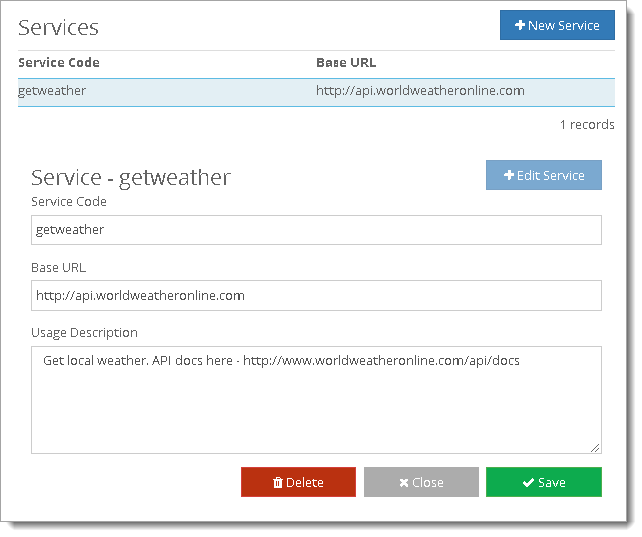 Services
New Service
Service Code Base URL
getweather http://api.worldweatheronline.com
1 records
Service - getweather
Edit Service
Service Code
getweather
Base URL
http://api.worldweatheronline.com
Usage Description
Get local weather. API docs here - http://www.worldweatheronline.com/api/docs
Delete Close Save